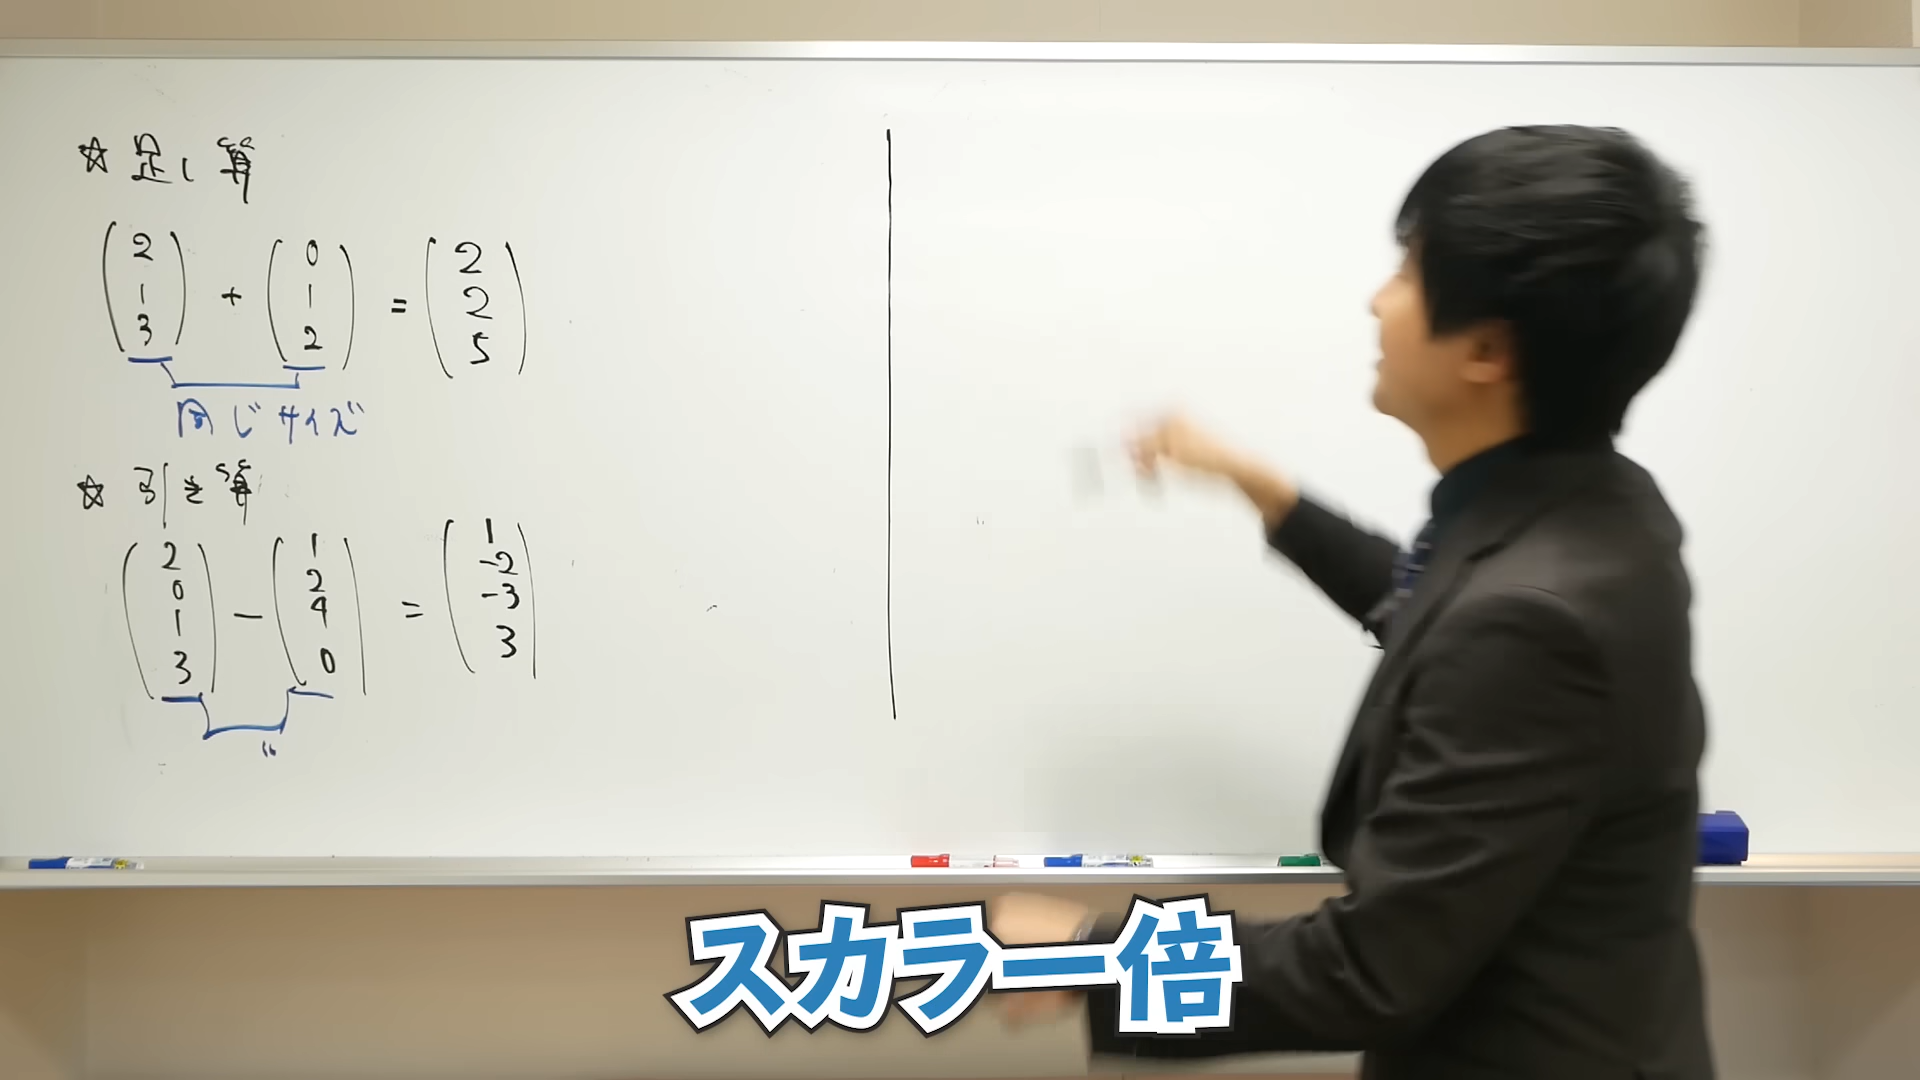 ☆ 足し算
(2 1 3) + (0 1 2) = (2 2 5)
同じサイズ
☆ 引き算
(2 0 1 3) - (1 2 4 0) = (1 -2 -3 3)
〃
スカラー倍